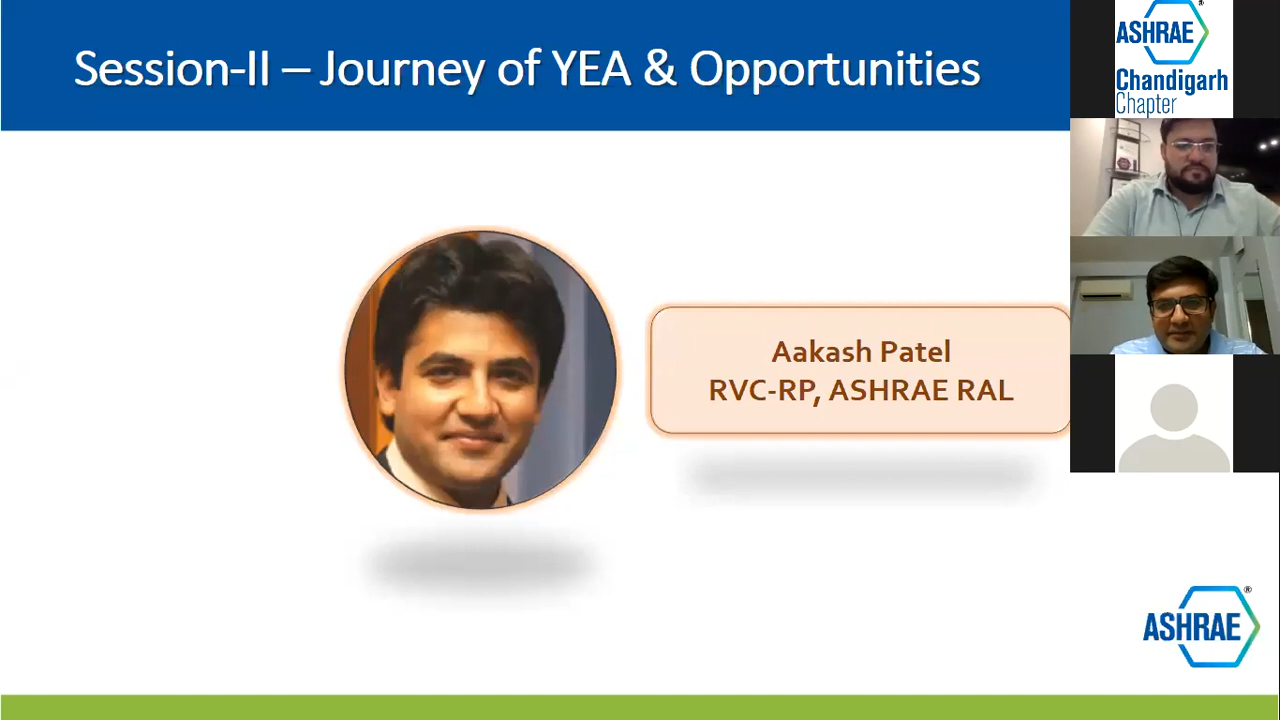 Session-II – Journey of YEA & Opportunities
Aakash Patel
RVC-RP, ASHRAE RAL
ASHRAE®
Chandigarh
Chapter
ASHRAE®